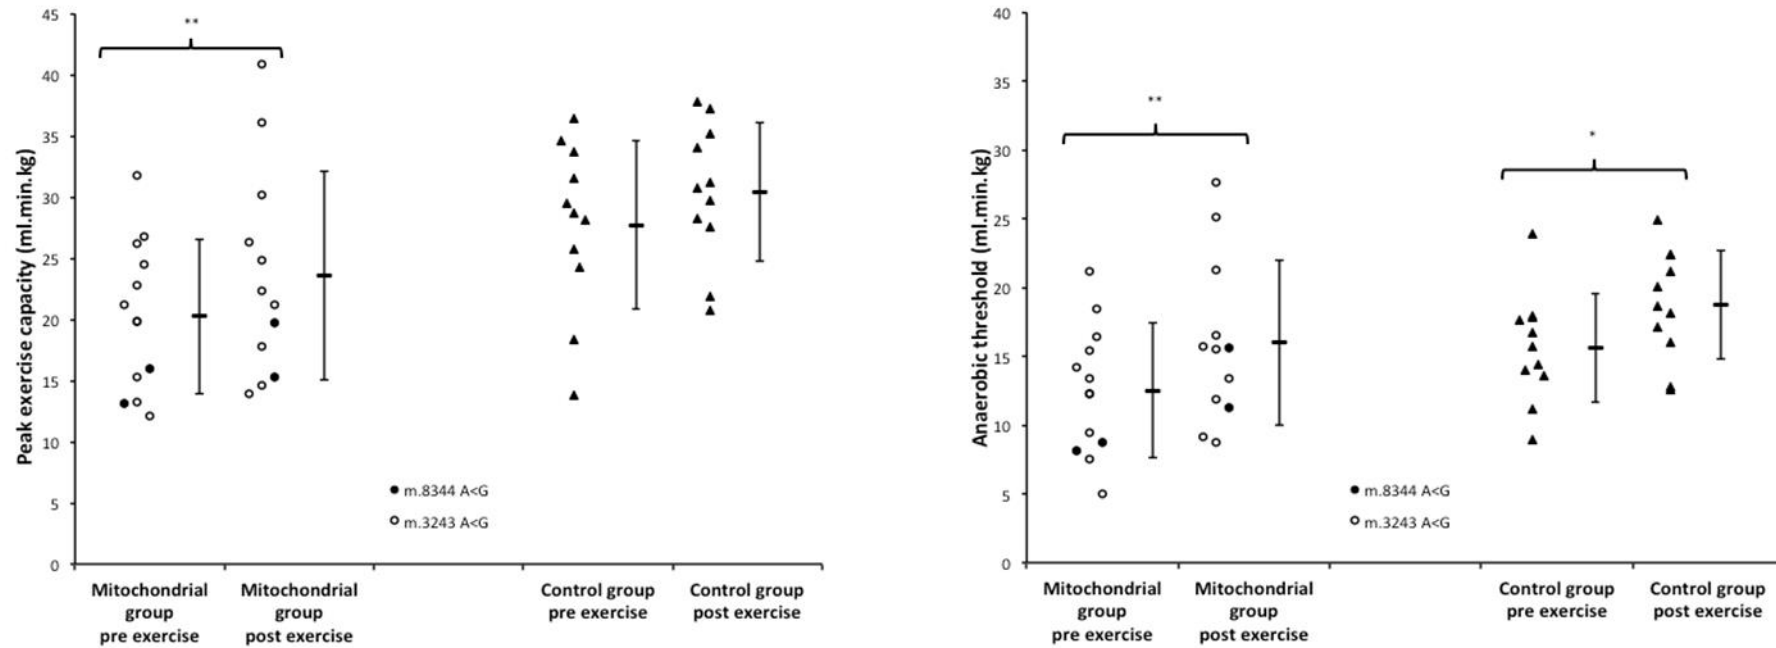 Peak exercise capacity (ml.min.kg)
45
40
35
30
25
20
15
10
5
0
**
m.8344 A<G
m.3243 A<G
Mitochondrial
group
pre exercise
Mitochondrial
group
post exercise
Control group
pre exercise
Control group
post exercise
Anaerobic threshold (ml.min.kg)
40
35
30
25
20
15
10
5
0
**
*
m.8344 A<G
m.3243 A<G
Mitochondrial
group
pre exercise
Mitochondrial
group
post exercise
Control group
pre exercise
Control group
post exercise